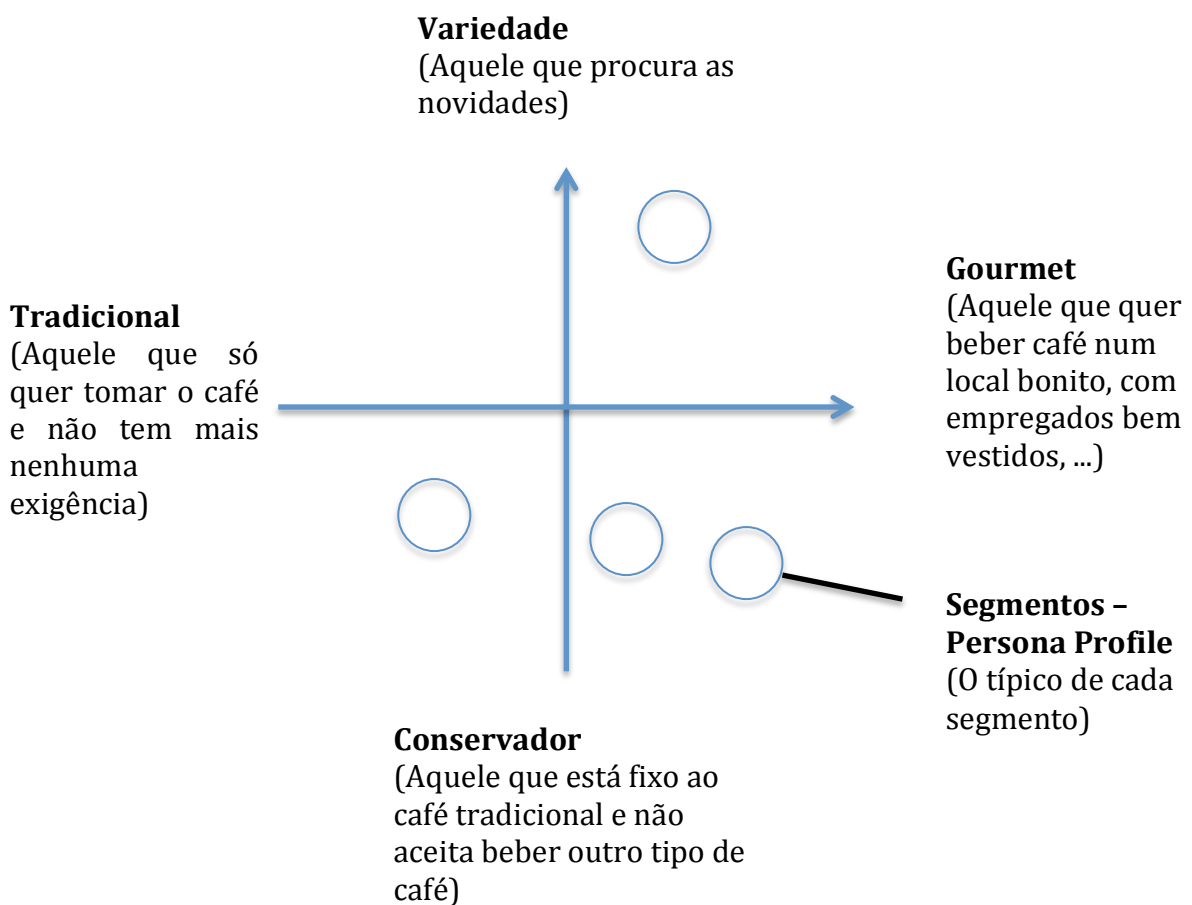 Variedade
(Aquele que procura as
novidades)
Tradicional
(Aquele que só
quer tomar o café
e não tem mais
nenhuma
exigência)
Gourmet
(Aquele que quer
beber café num
local bonito, com
empregados bem
vestidos, ...)
Segmentos –
Persona Profile
(O típico de cada
segmento)
Conservador
(Aquele que está fixo ao
café tradicional e não
aceita beber outro tipo de
café)